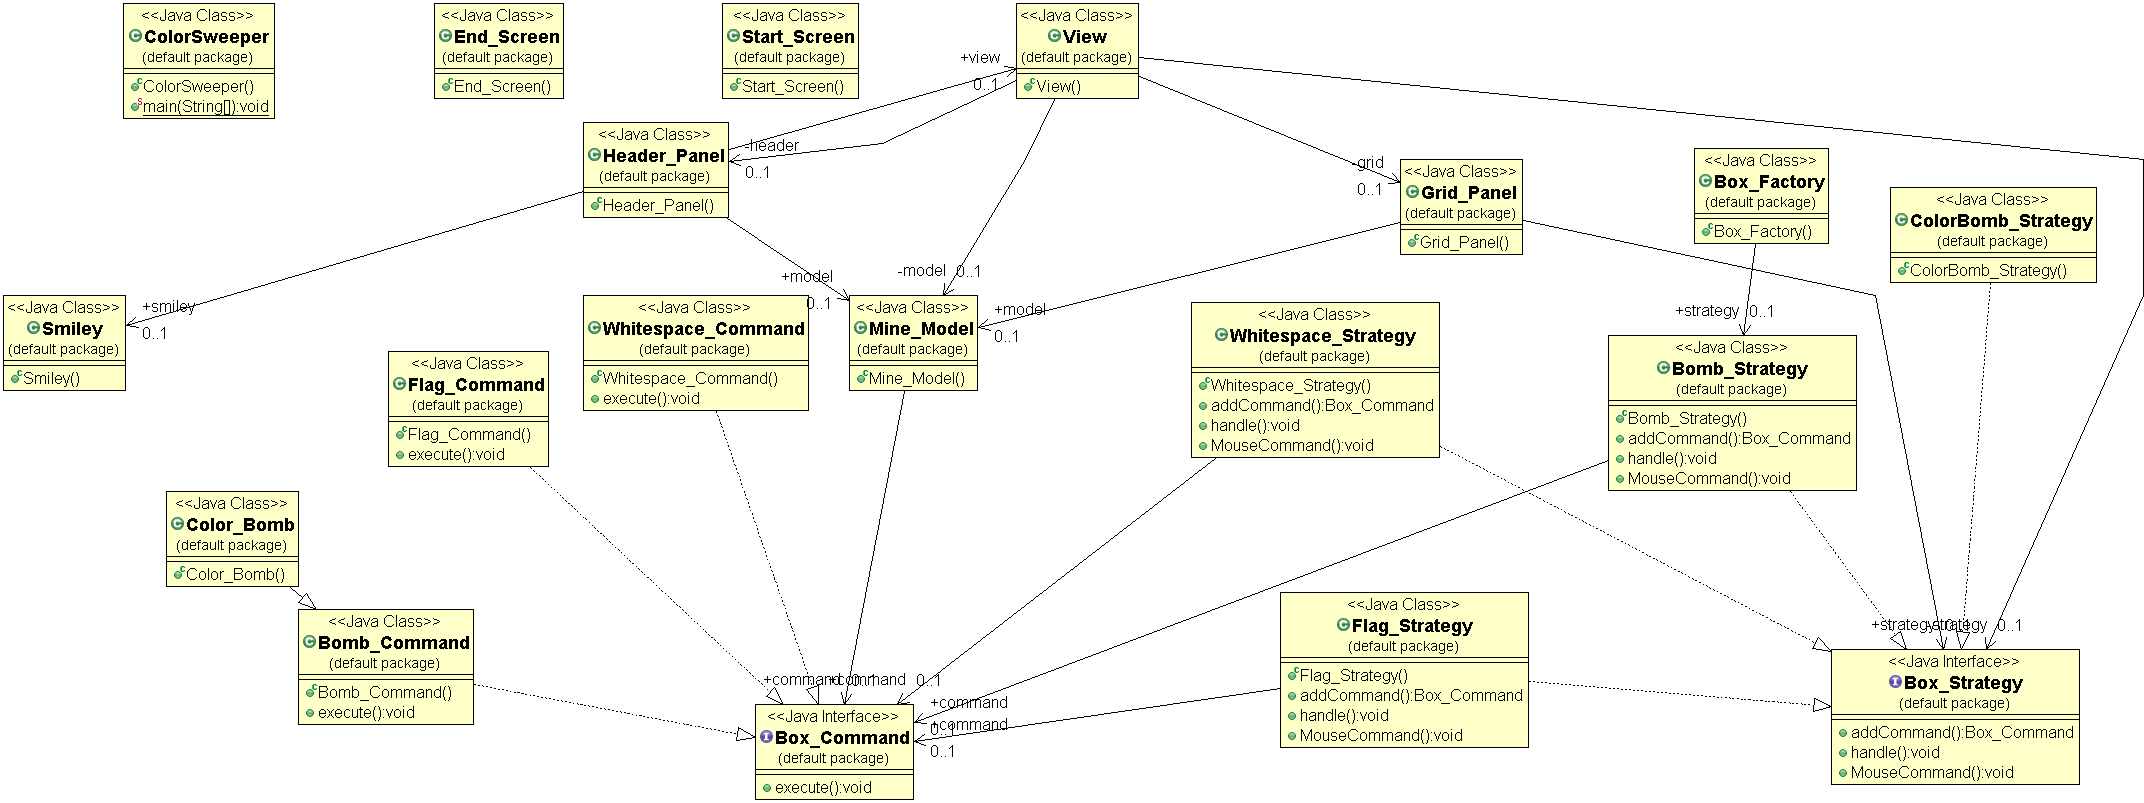 <<Java Class>>
ColorSweeper
(default package)
ColorSweeper()
main(String[]):void
<<Java Class>>
End_Screen
(default package)
End_Screen()
<<Java Class>>
Start_Screen
(default package)
Start_Screen()
<<Java Class>>
View
(default package)
View()
+view
0..1
<<Java Class>>
Header_Panel
(default package)
Header_Panel()
-header
0..1
-grid
0..1
<<Java Class>>
Grid_Panel
(default package)
Grid_Panel()
<<Java Class>>
Box_Factory
(default package)
Box_Factory()
<<Java Class>>
ColorBomb_Strategy
(default package)
ColorBomb_Strategy()
+smiley
0..1
+model
0..1
-model 0..1
+model
0..1
+strategy 0..1
<<Java Class>>
Smiley
(default package)
Smiley()
<<Java Class>>
Flag_Command
(default package)
Flag_Command()
execute():void
<<Java Class>>
Whitespace_Command
(default package)
Whitespace_Command()
execute():void
<<Java Class>>
Mine_Model
(default package)
Mine_Model()
<<Java Class>>
Whitespace_Strategy
(default package)
Whitespace_Strategy()
addCommand():Box_Command
handle():void
MouseCommand():void
<<Java Class>>
Bomb_Strategy
(default package)
Bomb_Strategy()
addCommand():Box_Command
handle():void
MouseCommand():void
<<Java Class>>
Color_Bomb
(default package)
Color_Bomb()
<<Java Class>>
Bomb_Command
(default package)
Bomb_Command()
execute():void
<<Java Class>>
Flag_Strategy
(default package)
Flag_Strategy()
addCommand():Box_Command
handle():void
MouseCommand():void
+command
+command
0..1
0..1
+command
0..1
+command
0..1
<<Java Interface>>
Box_Command
(default package)
execute():void
+strategy
0..1
-strategy
0..1
<<Java Interface>>
Box_Strategy
(default package)
addCommand():Box_Command
handle():void
MouseCommand():void